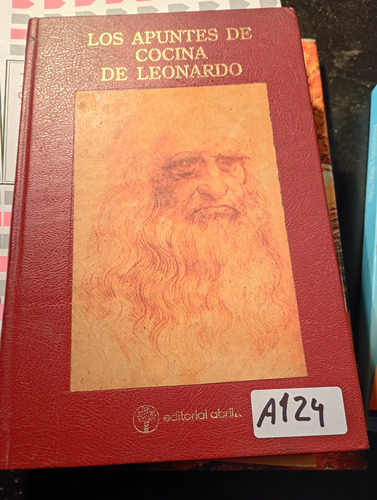 LOS APUNTES DE
COCINA
DE LEONARDO
editorial abril
A124